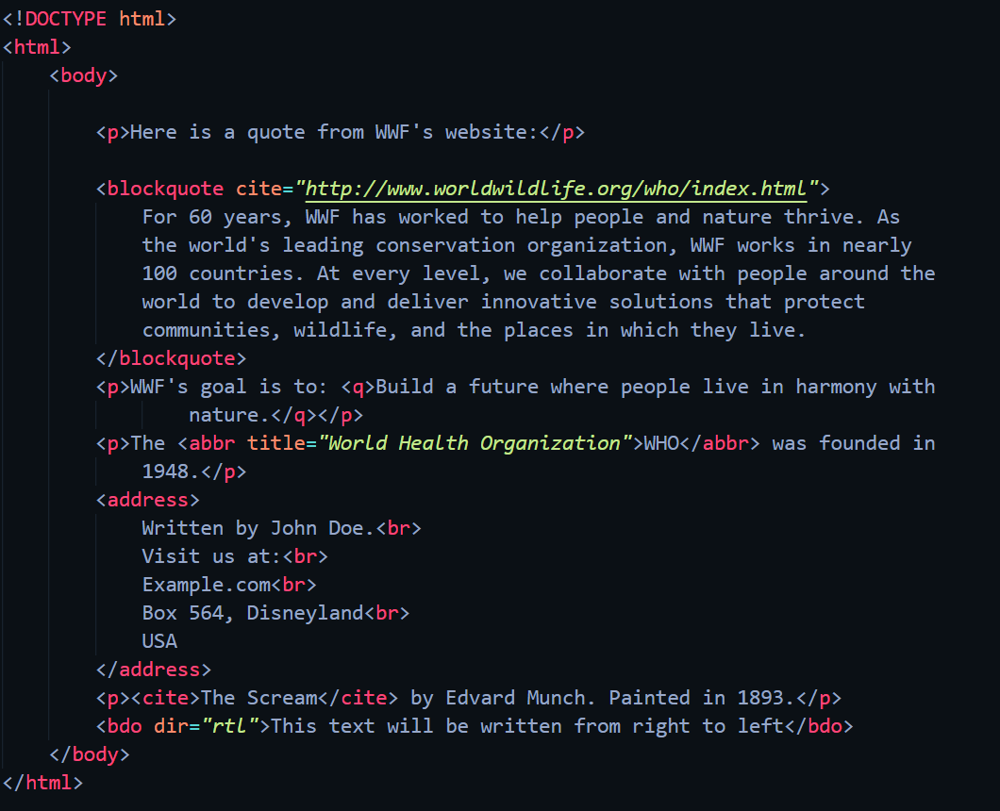 <!DOCTYPE html>
<html>
    <body>

        <p>Here is a quote from WWF's website:</p>

        <blockquote cite="http://www.worldwildlife.org/who/index.html">
            For 60 years, WWF has worked to help people and nature thrive. As
            the world's leading conservation organization, WWF works in nearly
            100 countries. At every level, we collaborate with people around the
            world to develop and deliver innovative solutions that protect
            communities, wildlife, and the places in which they live.
        </blockquote>
        <p>WWF's goal is to: <q>Build a future where people live in harmony with
                nature.</q></p>
        <p>The <abbr title="World Health Organization">WHO</abbr> was founded in
            1948.</p>
        <address>
            Written by John Doe.<br>
            Visit us at:<br>
            Example.com<br>
            Box 564, Disneyland<br>
            USA
        </address>
        <p><cite>The Scream</cite> by Edvard Munch. Painted in 1893.</p>
        <bdo dir="rtl">This text will be written from right to left</bdo>
    </body>
</html>